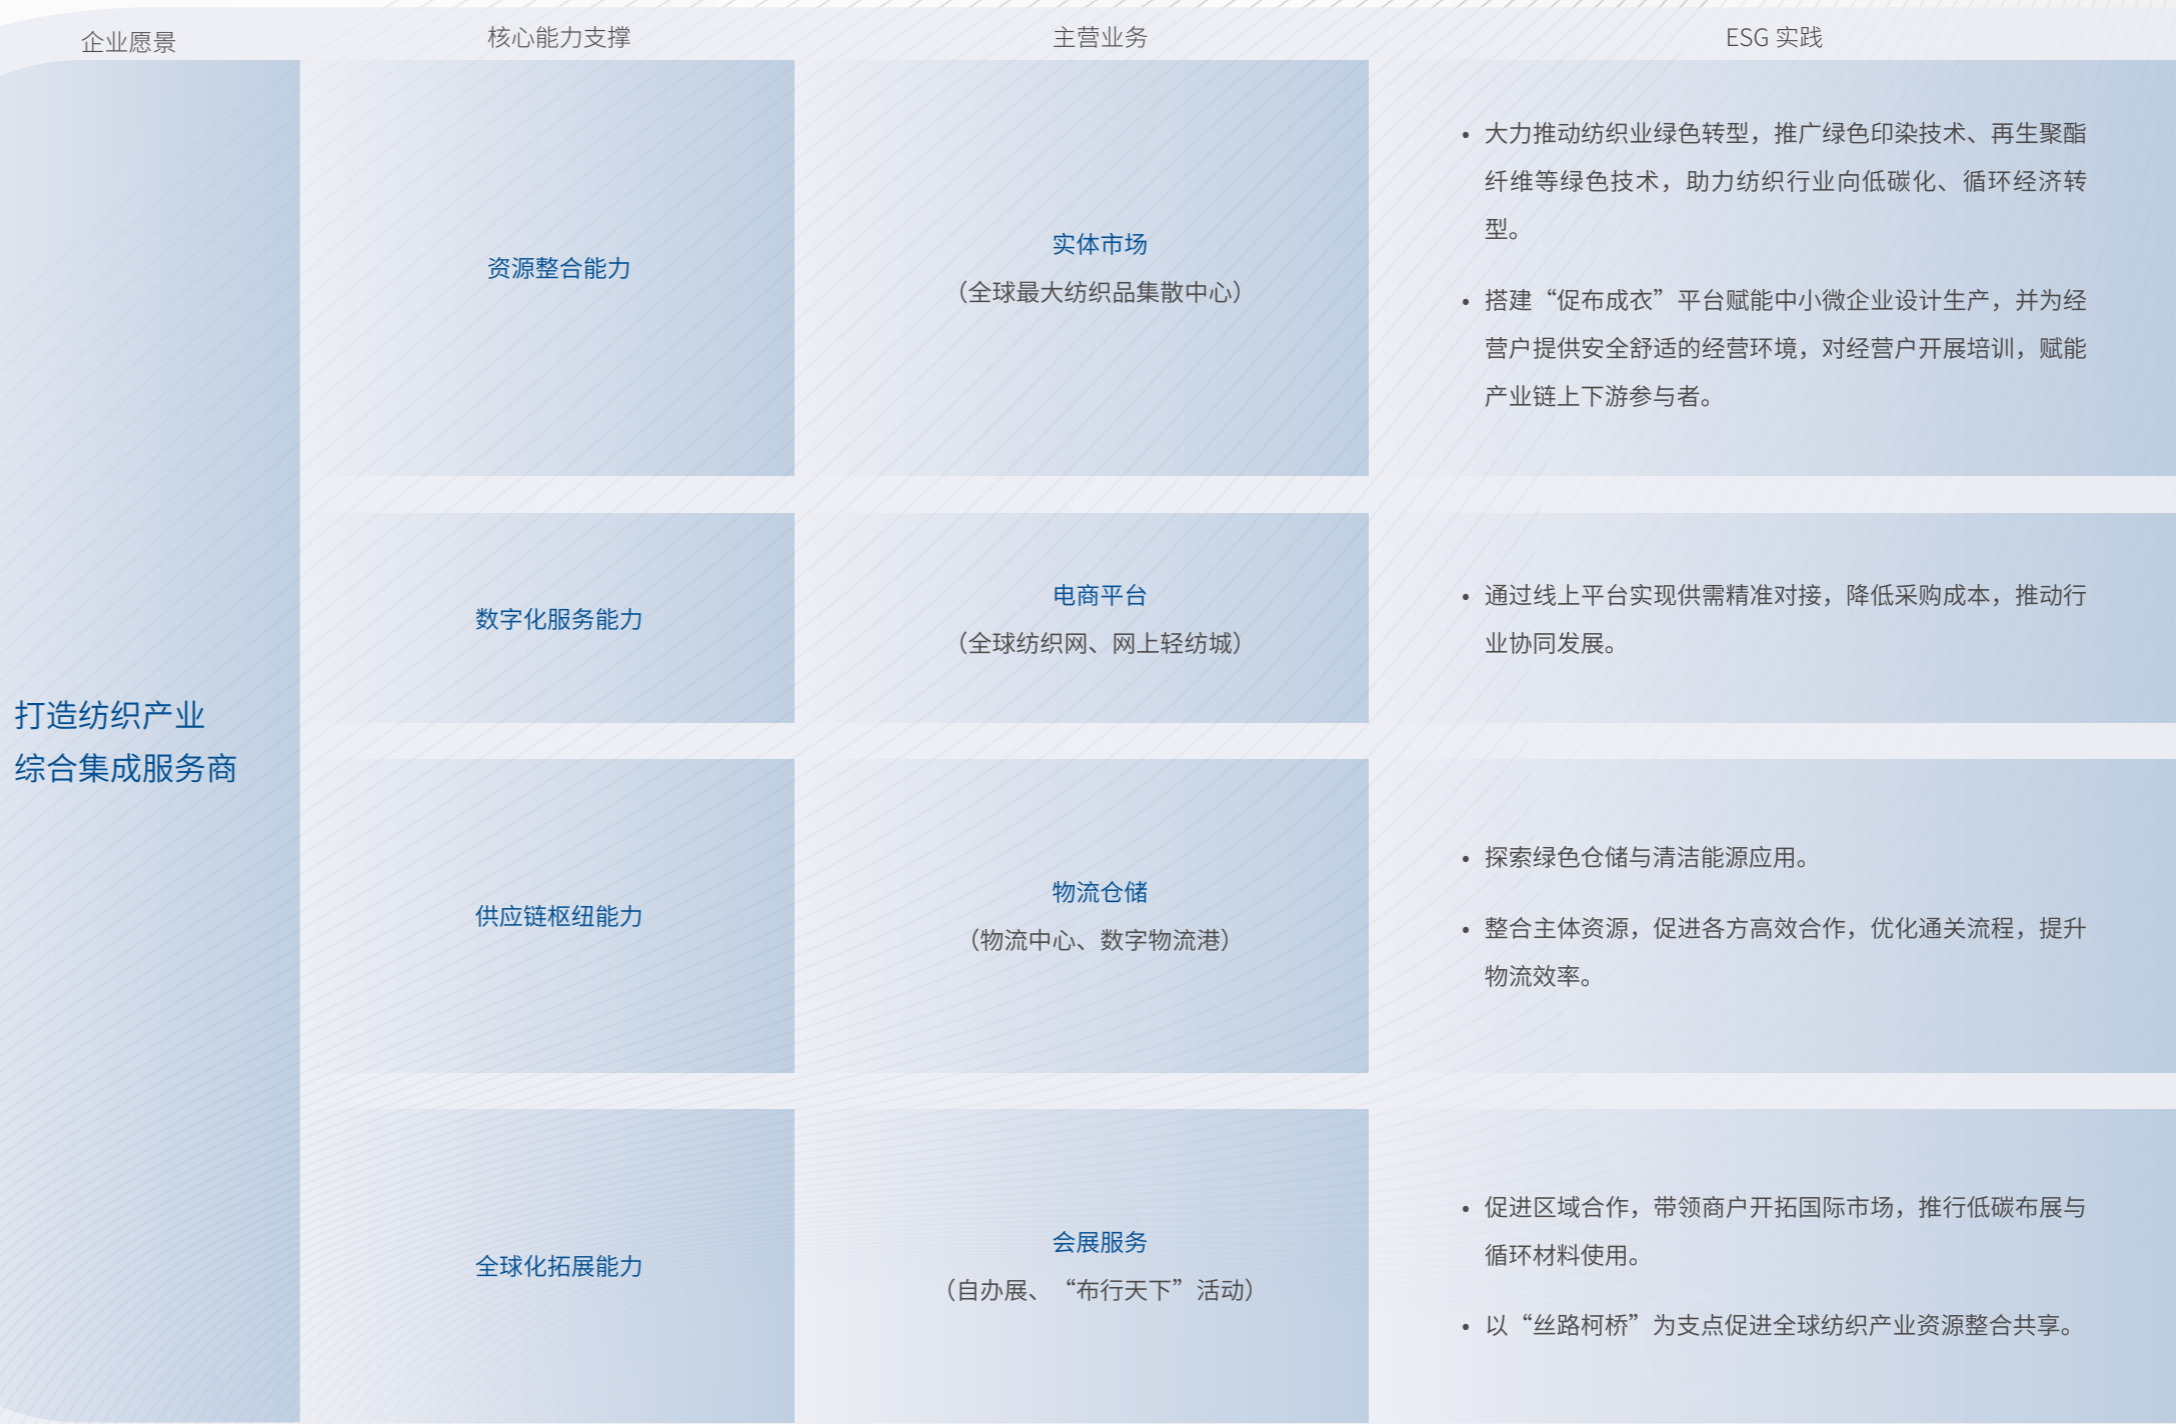 企业愿景
核心能力支撑
主营业务
ESG 实践
打造纺织产业
综合集成服务商
资源整合能力
实体市场
（全球最大纺织品集散中心）
• 大力推动纺织业绿色转型，推广绿色印染技术、再生聚酯
纤维等绿色技术，助力纺织行业向低碳化、循环经济转
型。
• 搭建“促布成衣”平台赋能中小微企业设计生产，并为经
营户提供安全舒适的经营环境，对经营户开展培训，赋能
产业链上下游参与者。
数字化服务能力
电商平台
（全球纺织网、网上轻纺城）
• 通过线上平台实现供需精准对接，降低采购成本，推动行
业协同发展。
供应链枢纽能力
物流仓储
（物流中心、数字物流港）
• 探索绿色仓储与清洁能源应用。
• 整合主体资源，促进各方高效合作，优化通关流程，提升
物流效率。
全球化拓展能力
会展服务
（自办展、“布行天下”活动）
• 促进区域合作，带领商户开拓国际市场，推行低碳布展与
循环材料使用。
• 以“丝路柯桥”为支点促进全球纺织产业资源整合共享。